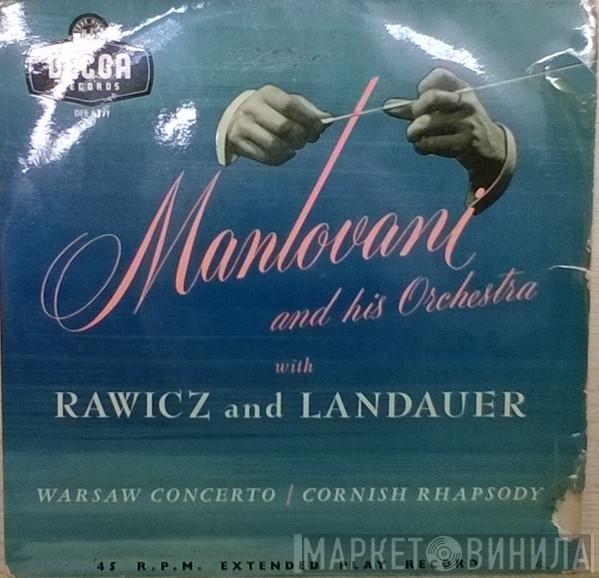 DECCA
RECORDS
Mantovani
and his Orchestra
with
RAWICZ and LANDAUER
WARSAW CONCERTO / CORNISH RHAPSODY
45 R.P.M. EXTENDED PLAY RECORD
МАРКЕТ ВИНИЛА